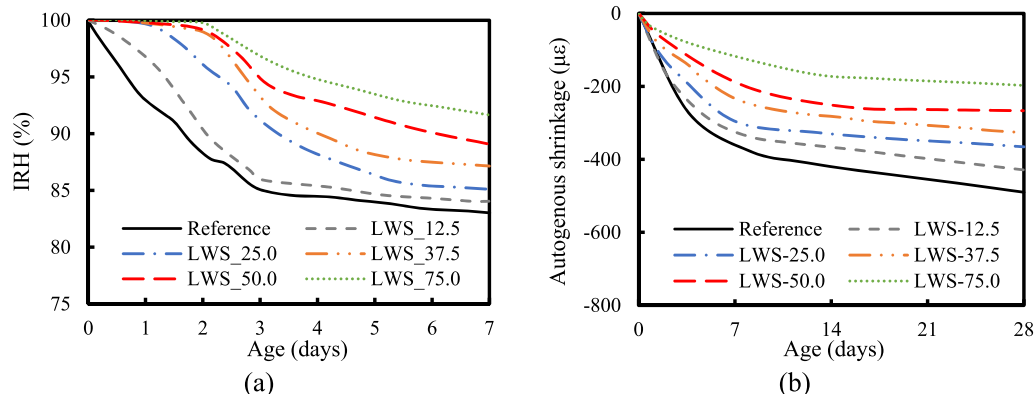 (a)
100
95
90
85
80
75
IRH (%)
Reference
LWS_12.5
LWS_25.0
LWS_37.5
LWS_50.0
LWS_75.0
0 1 2 3 4 5 6 7
Age (days)
(a)
(b)
0
-200
-400
-600
-800
Autogenous shrinkage (με)
Reference
LWS-12.5
LWS-25.0
LWS-37.5
LWS-50.0
LWS-75.0
0 7 14 21 28
Age (days)
(b)